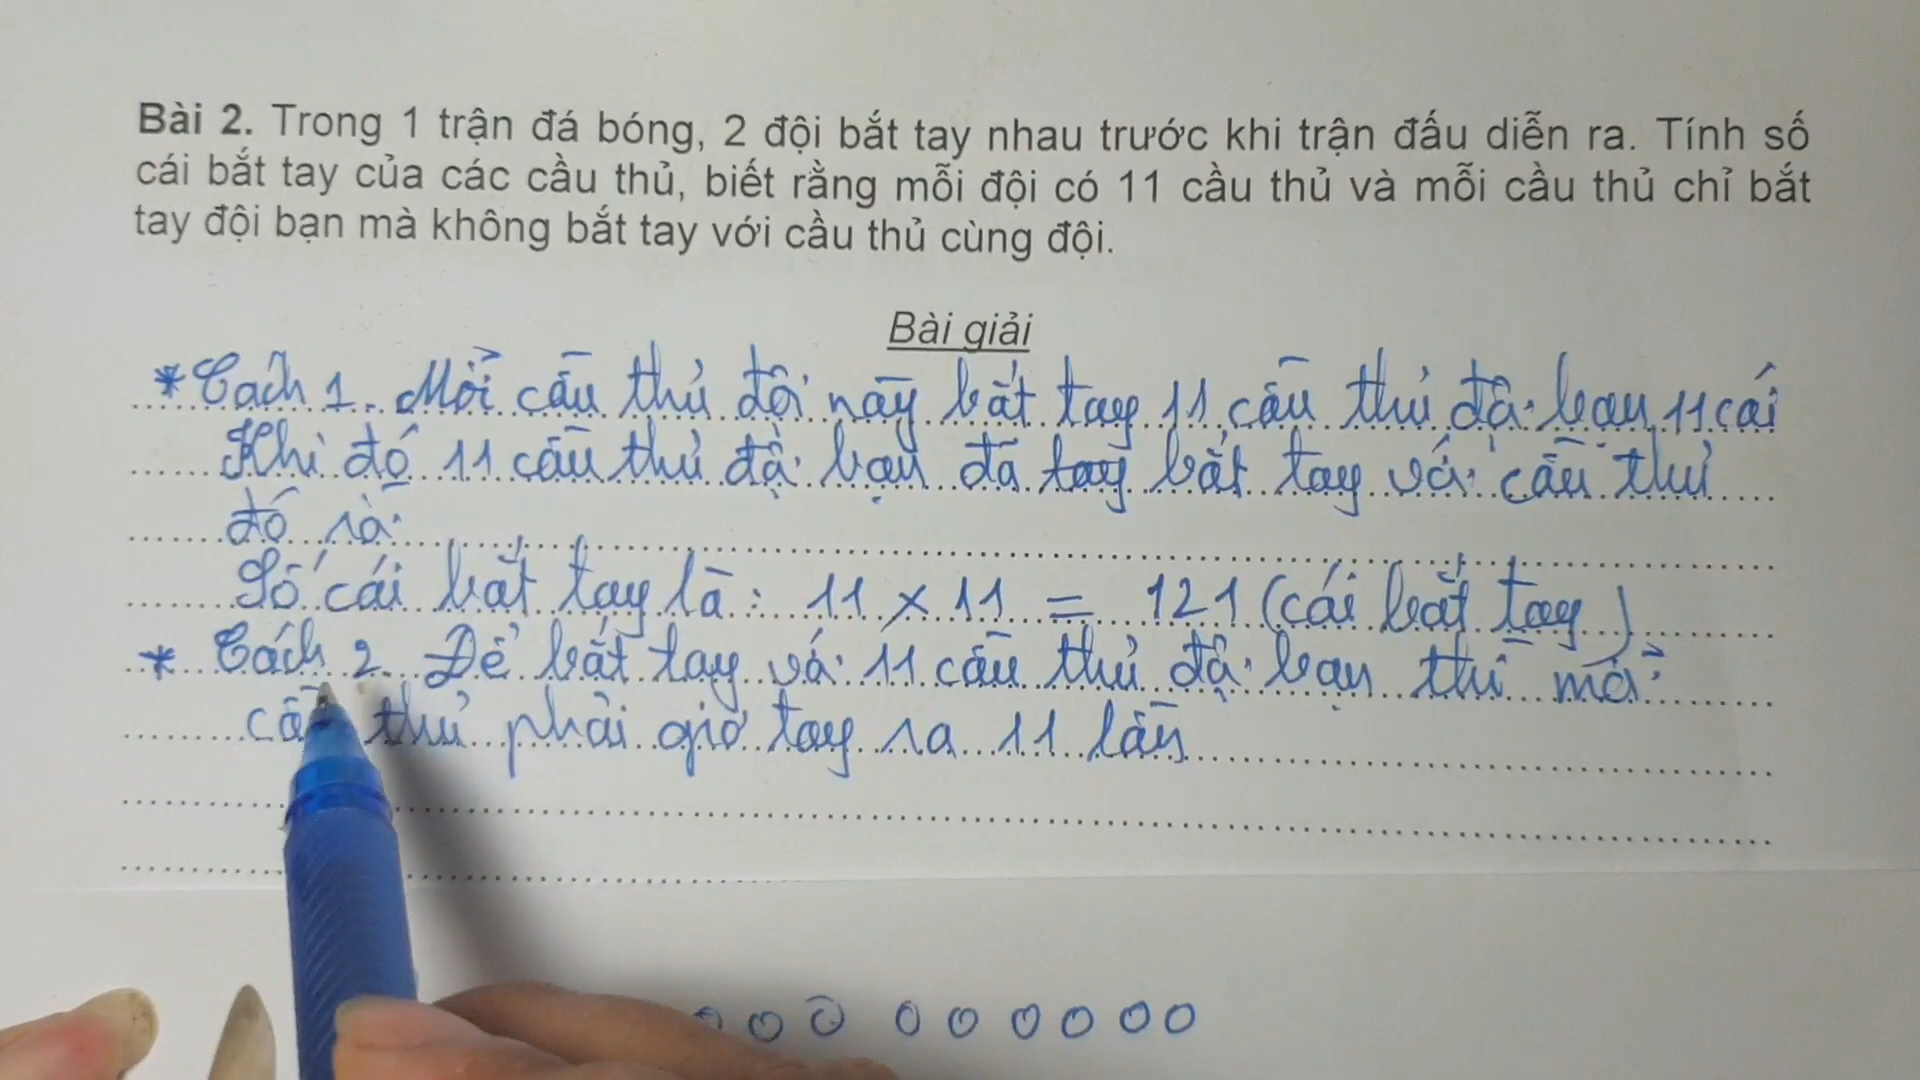 Bài 2. Trong 1 trận đá bóng, 2 đội bắt tay nhau trước khi trận đấu diễn ra. Tính số
cái bắt tay của các cầu thủ, biết rằng mỗi đội có 11 cầu thủ và mỗi cầu thủ chỉ bắt
tay đội bạn mà không bắt tay với cầu thủ cùng đội.
Bài giải
* Cách 1. Mỗi cầu thủ đội này bắt tay 11 cầu thủ đội bạn 11 cái
Khi đó 11 cầu thủ đội bạn đã tay bắt tay với cầu thủ
đó rồi
Số cái bắt tay là: 11 x 11 = 121 (cái bắt tay)
* Cách 2. Để bắt tay với 11 cầu thủ đội bạn thì mỗi
cầu thủ phải giơ tay ra 11 lần